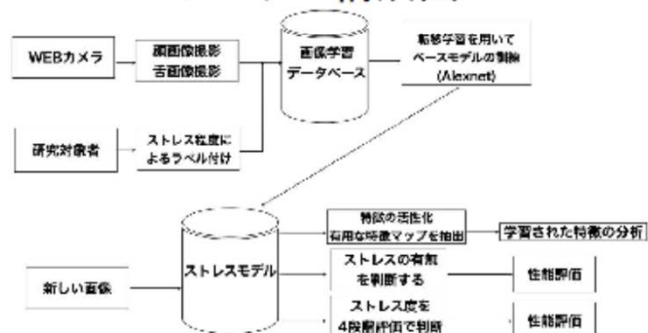 WEBカメラ
顔画像撮影
舌画像撮影
画像学習
データベース
転移学習を用いて
ベースモデルの訓練
(Alexnet)
研究対象者
ストレス程度に
よるラベル付け
特徴の活性化
有用な特徴マップを抽出
学習された特徴の分析
ストレスモデル
ストレスの有無
を判断する
性能評価
新しい画像
ストレス度を
4段階評価で判断
性能評価